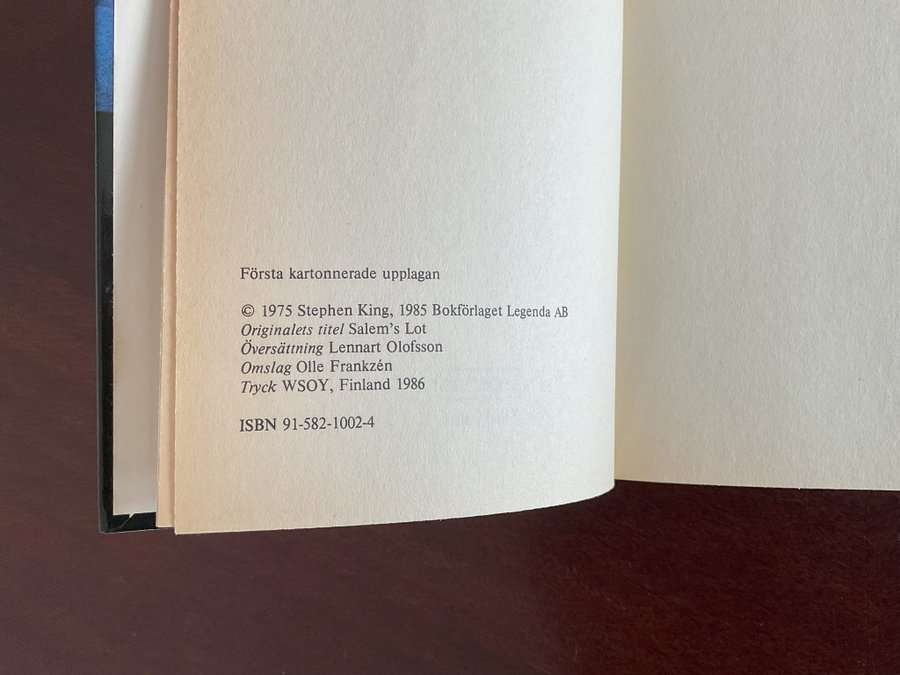 Första kartonnerade upplagan
© 1975 Stephen King, 1985 Bokförlaget Legenda AB
Originalets titel Salem's Lot
Översättning Lennart Olofsson
Omslag Olle Frankzén
Tryck WSOY, Finland 1986
ISBN 91-582-1002-4